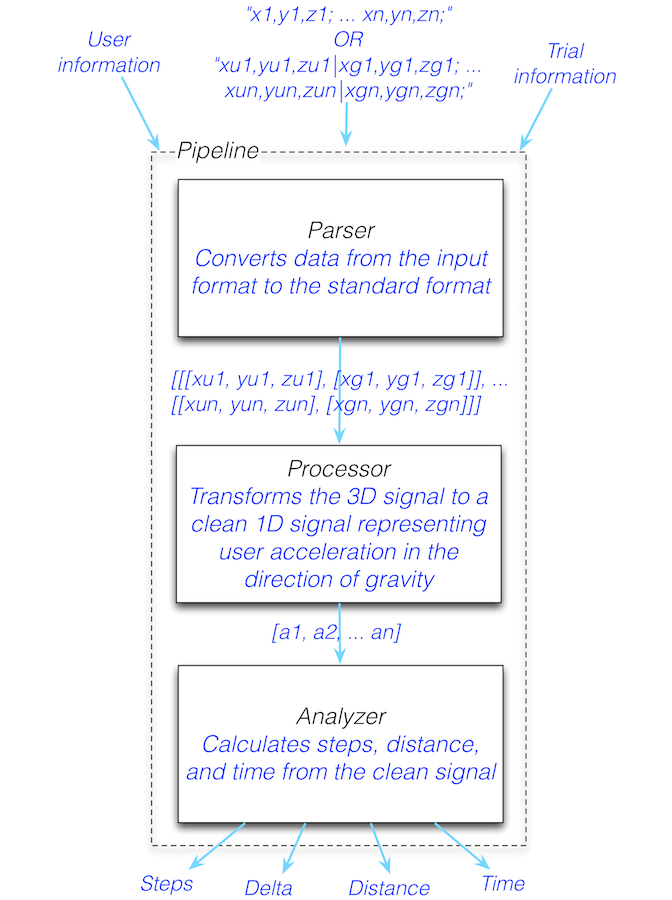 "x1,y1,z1; ... xn,yn,zn;"
OR
"xu1,yu1,zu1|xg1,yg1,zg1; ...
xun,yun,zun|xgn,ygn,zgn;"
User
information
Trial
information
Pipeline
Parser
Converts data from the input
format to the standard format
[[[xu1, yu1, zu1], [xg1, yg1, zg1]], ...
[[xun, yun, zun], [xgn, ygn, zgn]]]
Processor
Transforms the 3D signal to a
clean 1D signal representing
user acceleration in the
direction of gravity
[a1, a2, ... an]
Analyzer
Calculates steps, distance,
and time from the clean signal
Steps
Delta
Distance
Time